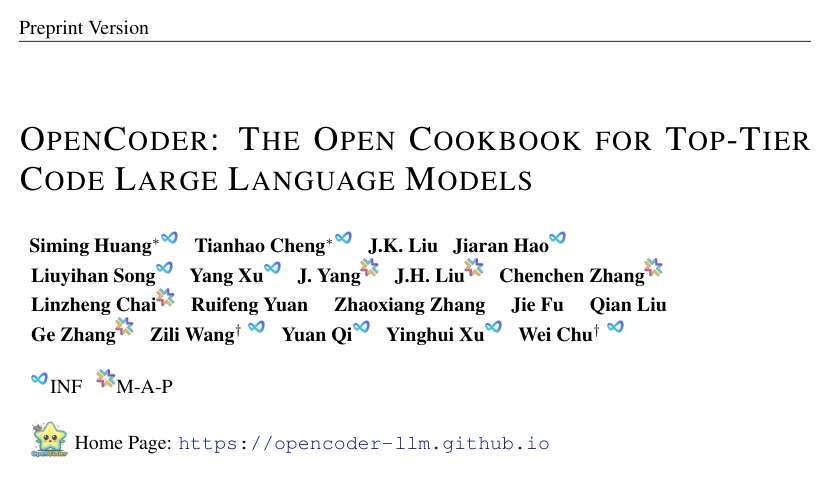 Preprint Version
OPENCODER: THE OPEN COOKBOOK FOR TOP-TIER
CODE LARGE LANGUAGE MODELS
Siming Huang* Tianhao Cheng* J.K. Liu Jiaran Hao
Liuyihan Song Yang Xu J. Yang J.H. Liu Chenchen Zhang
Linzheng Chai Ruifeng Yuan Zhaoxiang Zhang Jie Fu Qian Liu
Ge Zhang Zili Wang† Yuan Qi Yinghui Xu Wei Chu†
INF M-A-P
OpenCoder Home Page: https://opencoder-llm.github.io